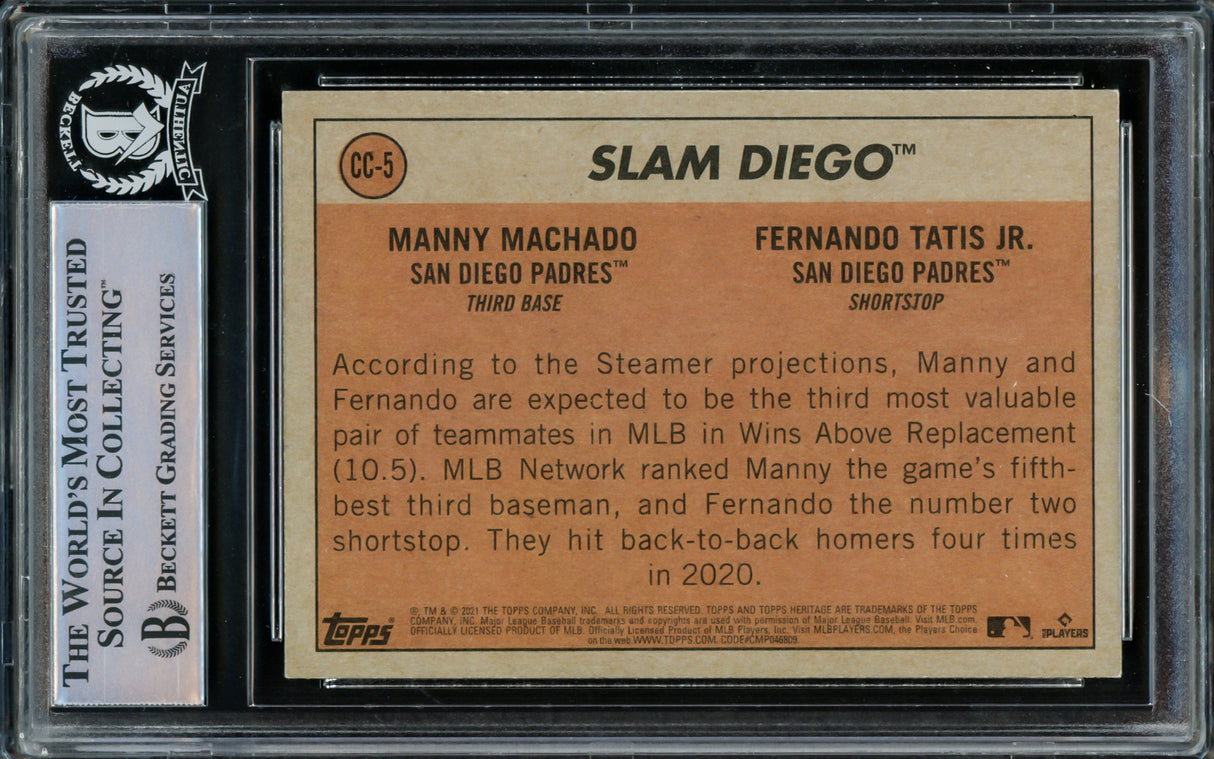 BECKETT
AUTHENTIC
B
THE WORLD'S MOST TRUSTED
SOURCE IN COLLECTING™
B BECKETT GRADING SERVICES
CC-5
SLAM DIEGO™
MANNY MACHADO
SAN DIEGO PADRES™
THIRD BASE
FERNANDO TATIS JR.
SAN DIEGO PADRES™
SHORTSTOP
According to the Steamer projections, Manny and
Fernando are expected to be the third most valuable
pair of teammates in MLB in Wins Above Replacement
(10.5). MLB Network ranked Manny the game's fifth-
best third baseman, and Fernando the number two
shortstop. They hit back-to-back homers four times
in 2020.
topps®
®, TM & © 2021 THE TOPPS COMPANY, INC. ALL RIGHTS RESERVED. TOPPS AND TOPPS HERITAGE ARE TRADEMARKS OF THE TOPPS
COMPANY, INC. Major League Baseball trademarks and copyrights are used with permission of Major League Baseball. Visit MLB.com.
OFFICIALLY LICENSED PRODUCT OF MLB. Officially Licensed Product of MLB Players, Inc. Visit MLBPLAYERS.COM, the Players Choice
on the web. WWW.TOPPS.COM. CODE#CMP046809.
PLAYERS